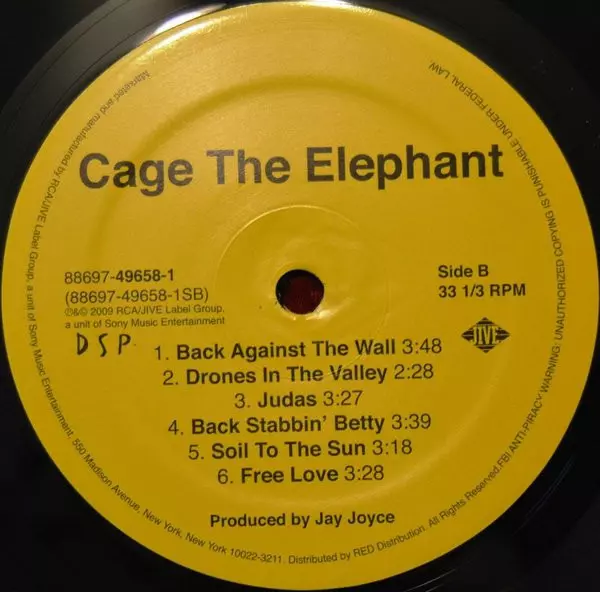 Cage The Elephant
88697-49658-1
(88697-49658-1SB)
℗&© 2009 RCA/JIVE Label Group,
a unit of Sony Music Entertainment
DSP.
Side B
33 1/3 RPM
JIVE
1. Back Against The Wall 3:48
2. Drones In The Valley 2:28
3. Judas 3:27
4. Back Stabbin' Betty 3:39
5. Soil To The Sun 3:18
6. Free Love 3:28
Produced by Jay Joyce
Marketed and manufactured by RCA/JIVE Label Group, a unit of Sony Music Entertainment, 550 Madison Avenue, New York, New York 10022-3211. Distributed by RED Distribution. All Rights Reserved.FBI ANTI-PIRACY WARNING: UNAUTHORIZED COPYING IS PUNISHABLE UNDER FEDERAL LAW.